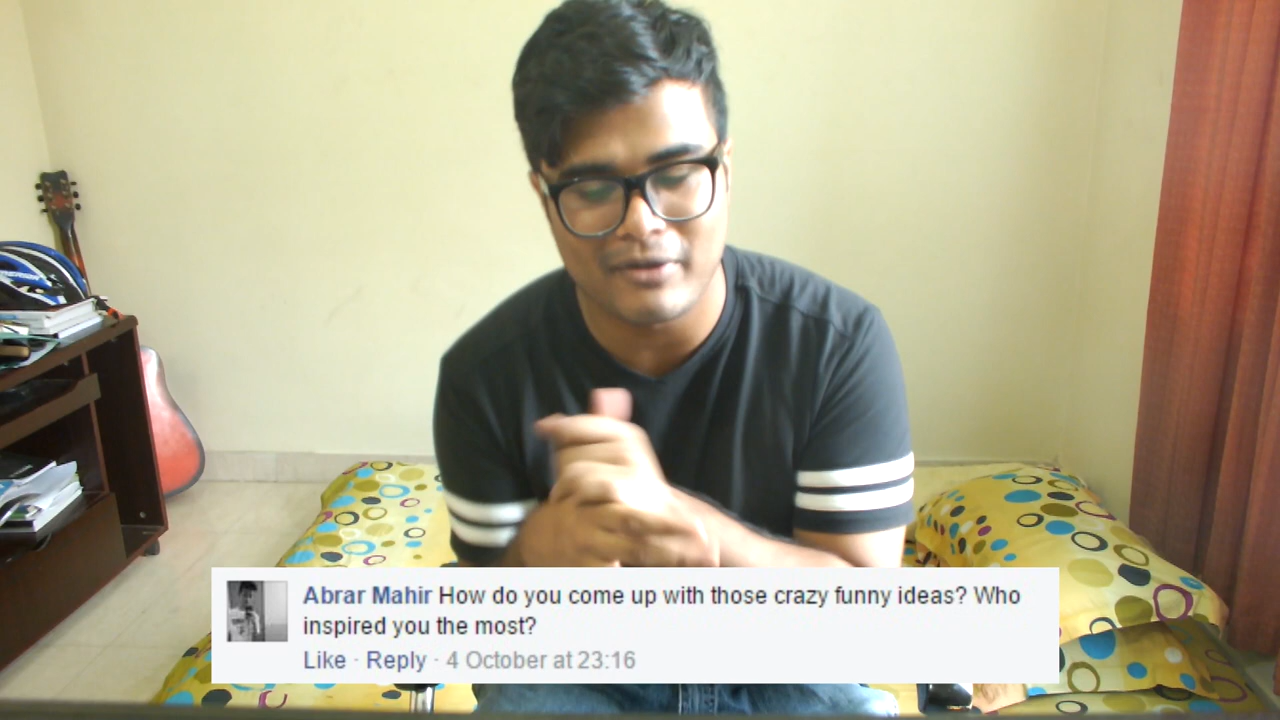 Abrar Mahir How do you come up with those crazy funny ideas? Who
inspired you the most?
Like · Reply · 4 October at 23:16